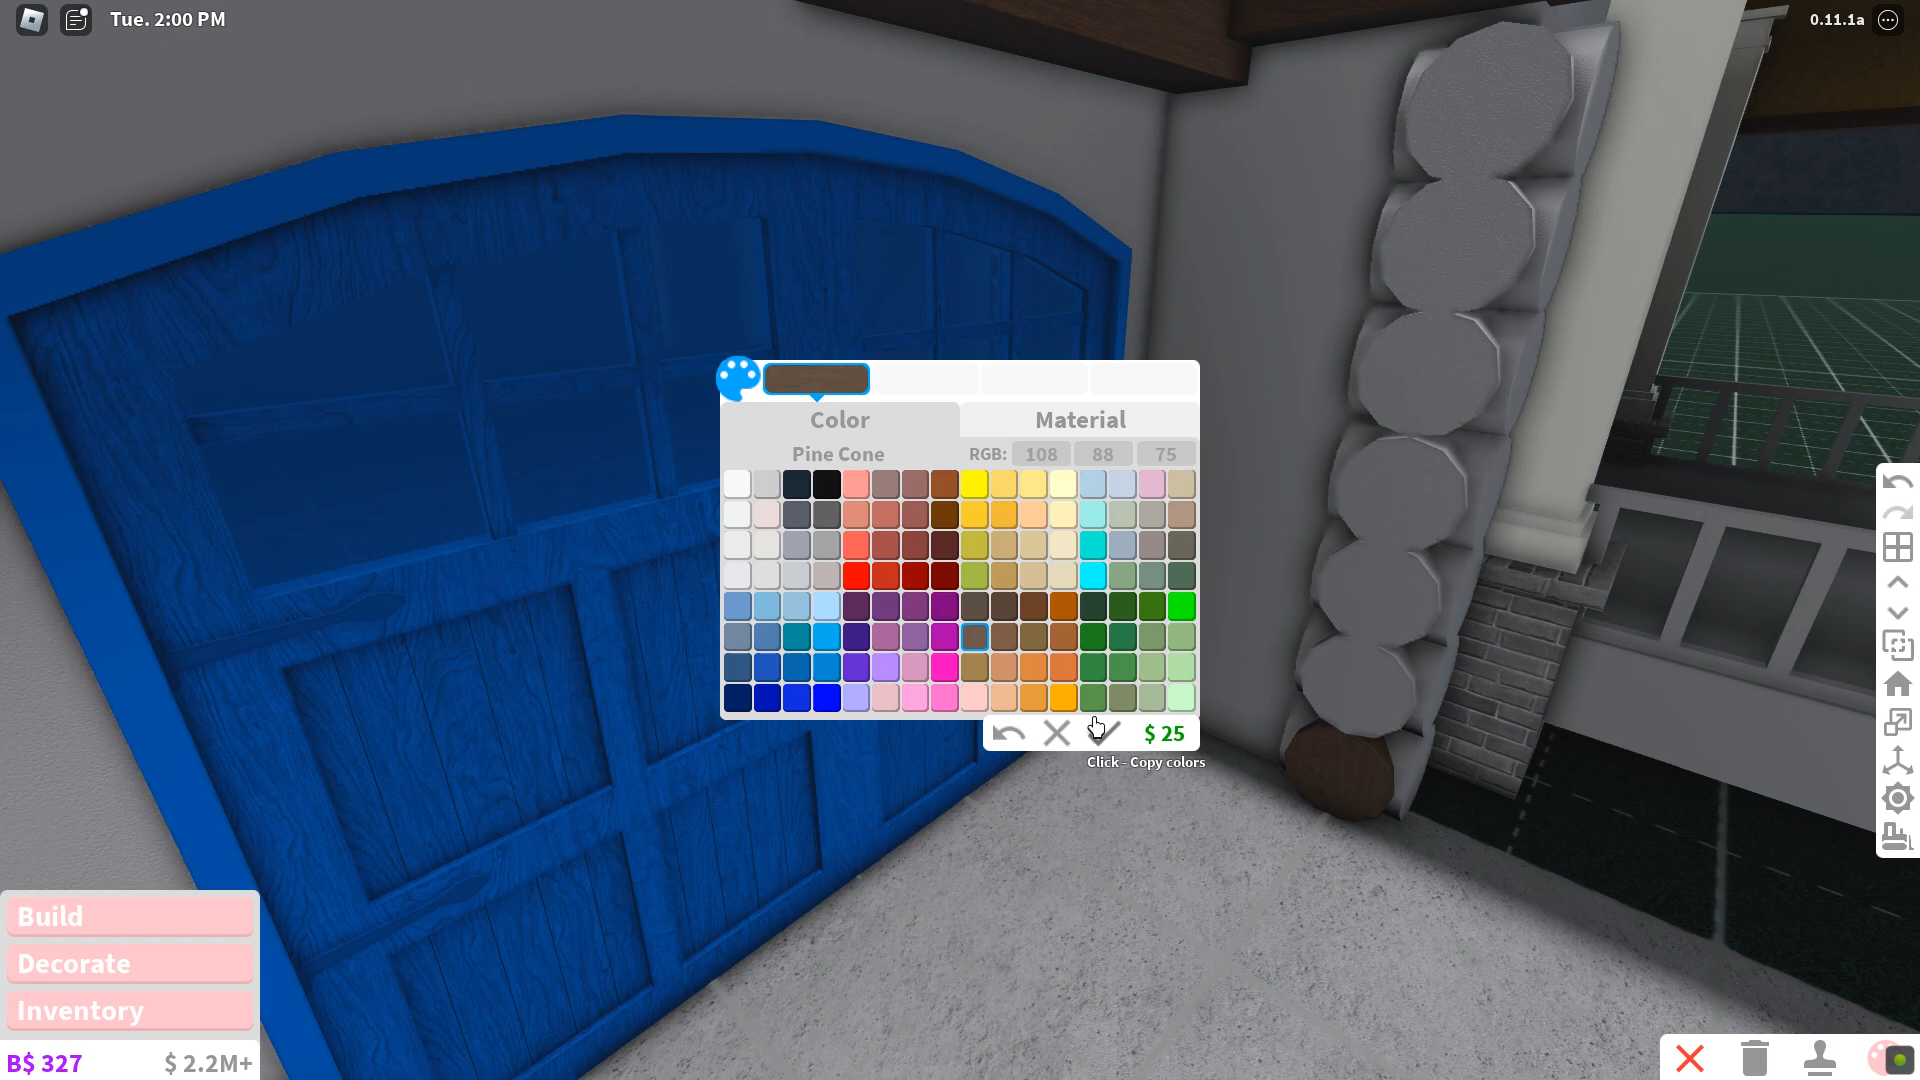 Tue. 2:00 PM
0.11.1a
Color
Material
Pine Cone
RGB: 108 88 75
$ 25
Click - Copy colors
Build
Decorate
Inventory
B$ 327
$ 2.2M+